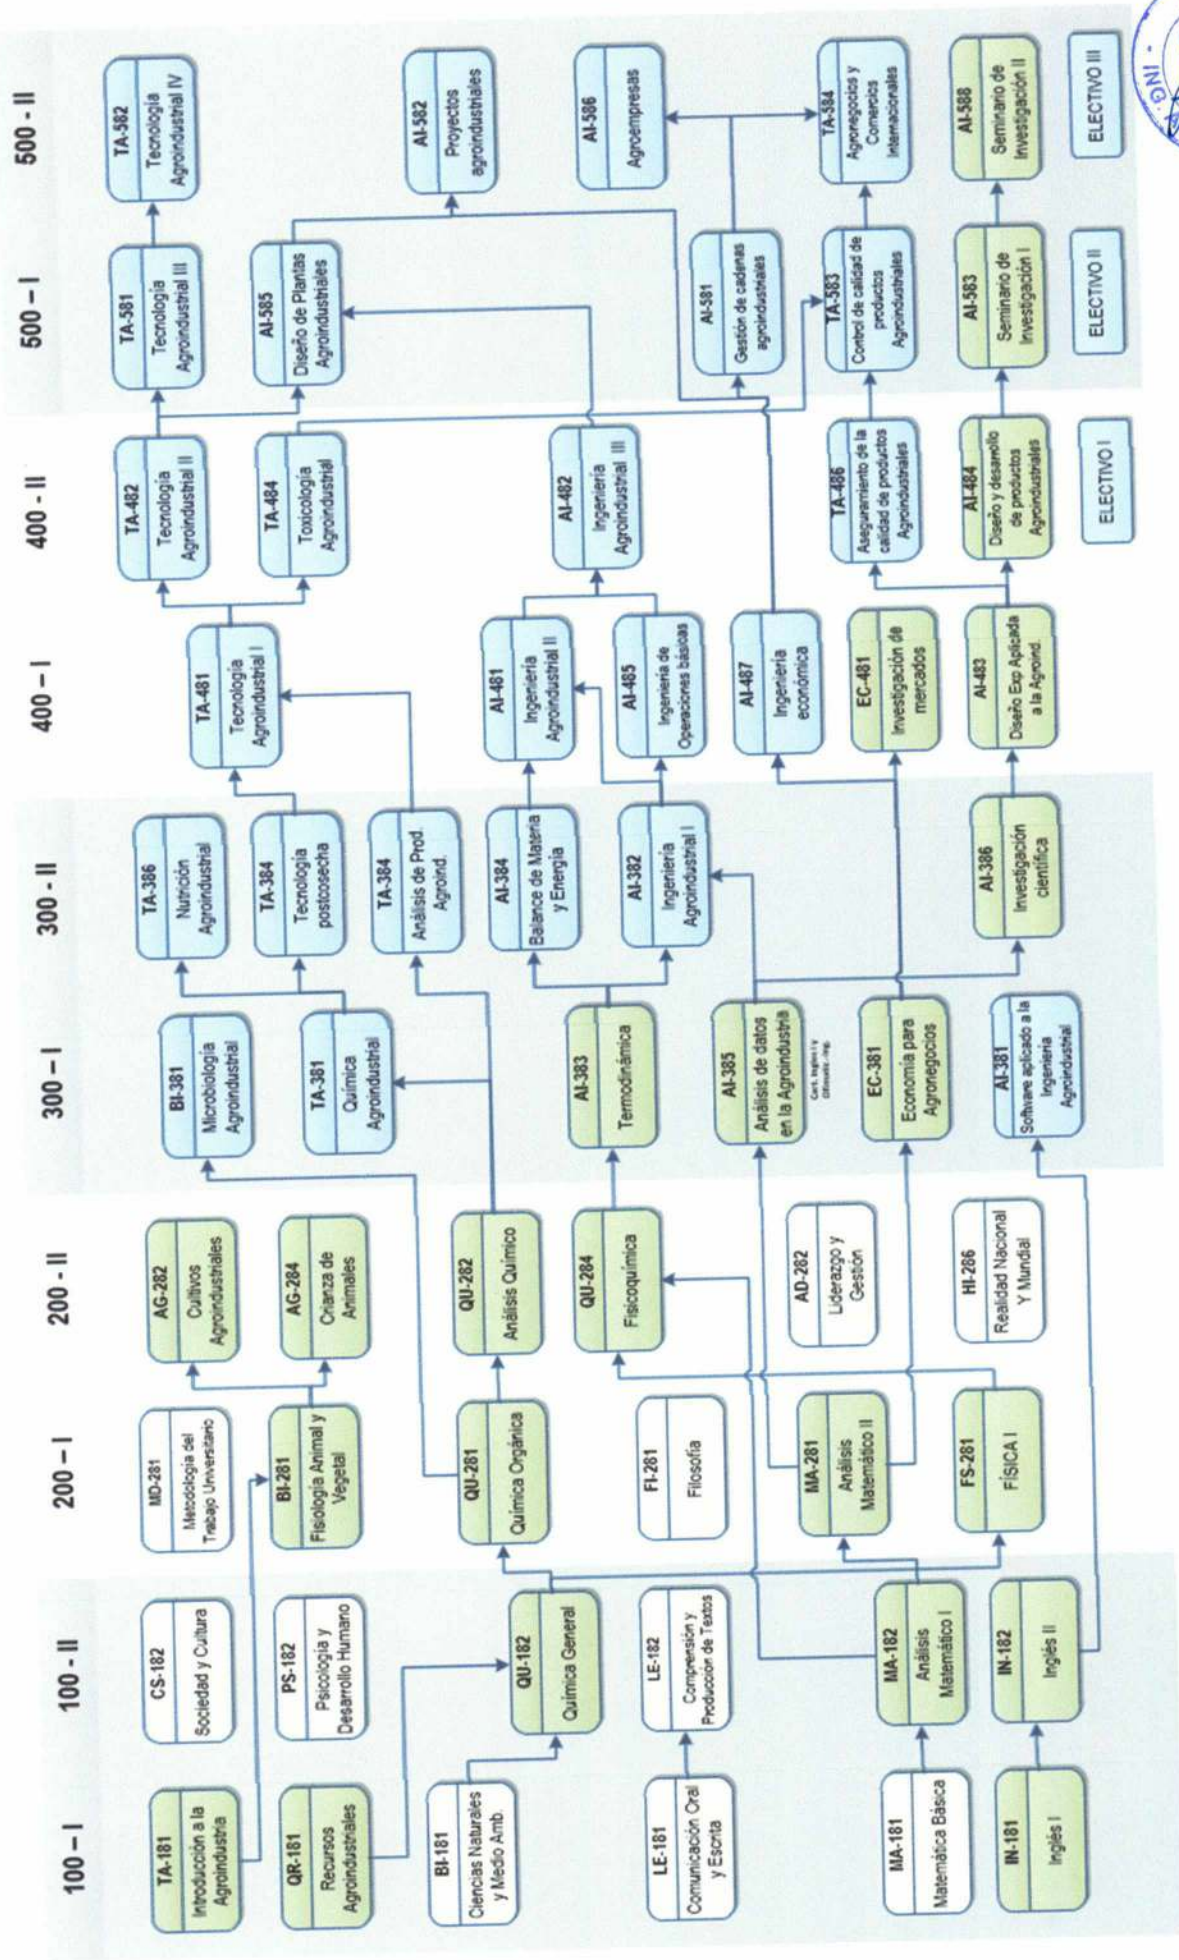 100 – I
TA-181
Introducción a la
Agroindustria
QR-181
Recursos
Agroindustriales
BI-181
Ciencias Naturales
y Medio Amb.
LE-181
Comunicación Oral
y Escrita
MA-181
Matemática Básica
IN-181
Inglés I
100 - II
CS-182
Sociedad y Cultura
PS-182
Psicología y
Desarrollo Humano
QU-182
Química General
LE-182
Comprensión y
Producción de Textos
MA-182
Análisis
Matemático I
IN-182
Inglés II
200 – I
MD-281
Metodología del
Trabajo Universitario
BI-281
Fisiología Animal y
Vegetal
QU-281
Química Orgánica
FI-281
Filosofía
MA-281
Análisis
Matemático II
FS-281
FÍSICA I
200 - II
AG-282
Cultivos
Agroindustriales
AG-284
Crianza de
Animales
QU-282
Análisis Químico
QU-284
Fisicoquímica
AD-282
Liderazgo y
Gestión
HI-286
Realidad Nacional
Y Mundial
300 – I
BI-381
Microbiología
Agroindustrial
TA-381
Química
Agroindustrial
AI-383
Termodinámica
AI-385
Análisis de datos
en la Agroindustria
EC-381
Economía para
Agronegocios
AI-381
Software aplicado a la
Ingeniería
Agroindustrial
300 - II
TA-386
Nutrición
Agroindustrial
TA-384
Tecnología
postcosecha
TA-384
Análisis de Prod.
Agroind.
AI-384
Balance de Materia
y Energía
AI-382
Ingeniería
Agroindustrial I
AI-386
Investigación
científica
400 – I
TA-481
Tecnología
Agroindustrial I
AI-481
Ingeniería
Agroindustrial II
AI-485
Ingeniería de
Operaciones básicas
AI-487
Ingeniería
económica
EC-481
Investigación de
mercados
AI-483
Diseño Exp Aplicada
a la Agroind.
400 - II
TA-482
Tecnología
Agroindustrial II
TA-484
Toxicología
Agroindustrial
AI-482
Ingeniería
Agroindustrial III
TA-486
Aseguramiento de la
calidad de productos
Agroindustriales
AI-484
Diseño y desarrollo
de productos
Agroindustriales
ELECTIVO I
500 – I
TA-581
Tecnología
Agroindustrial III
AI-585
Diseño de Plantas
Agroindustriales
AI-581
Gestión de cadenas
agroindustriales
TA-583
Control de calidad de
productos
Agroindustriales
AI-583
Seminario de
Investigación I
ELECTIVO II
500 - II
TA-582
Tecnología
Agroindustrial IV
AI-582
Proyectos
agroindustriales
AI-586
Agroempresas
TA-584
Agronegocios y
Comercios
Internacionales
AI-588
Seminario de
Investigación II
ELECTIVO III
- ING.